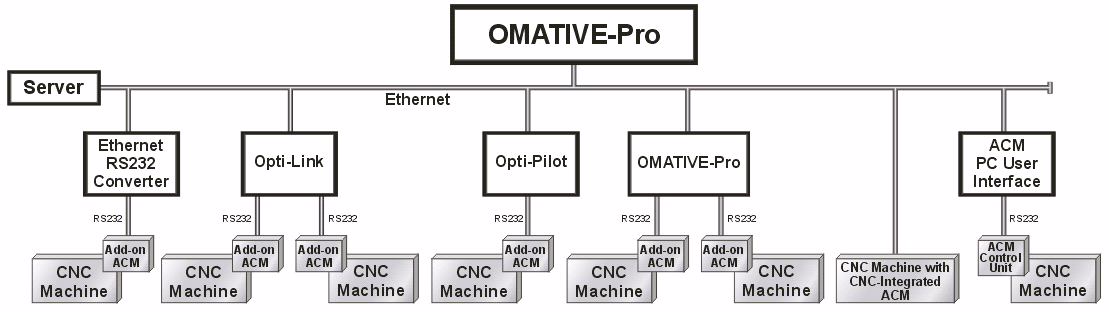 OMATIVE-Pro
Server
Ethernet
Ethernet
RS232
Converter
Opti-Link
Opti-Pilot
OMATIVE-Pro
ACM
PC User
Interface
RS232
RS232
RS232
RS232
RS232
RS232
RS232
Add-on
ACM
CNC
Machine
Add-on
ACM
CNC
Machine
Add-on
ACM
CNC
Machine
Add-on
ACM
CNC
Machine
Add-on
ACM
CNC
Machine
Add-on
ACM
CNC
Machine
CNC Machine with
CNC-Integrated
ACM
ACM
Control
Unit
CNC
Machine